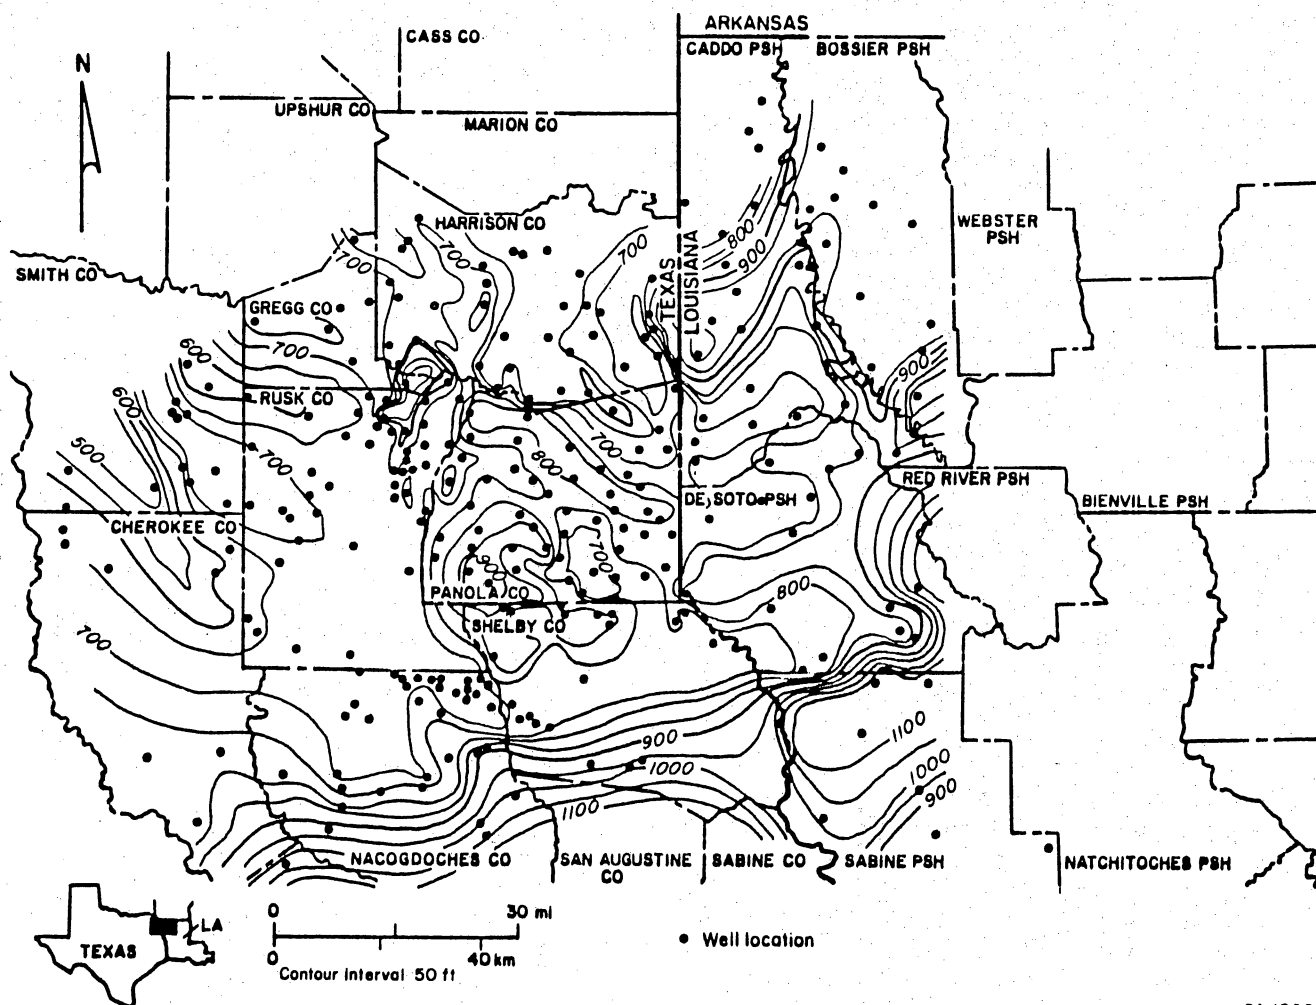 ARKANSAS
CASS CO
CADDO PSH
BOSSIER PSH
N
UPSHUR CO
MARION CO
HARRISON CO
WEBSTER PSH
800
900
700
700
700
TEXAS
LOUISIANA
SMITH CO
GREGG CO
600
700
900
RUSK CO
600
500
700
700
800
DE SOTO PSH
RED RIVER PSH
BIENVILLE PSH
CHEROKEE CO
900
700
PANOLA CO
800
SHELBY CO
700
900
1000
1100
1100
1000
900
NACOGDOCHES CO
SAN AUGUSTINE CO
SABINE CO
SABINE PSH
NATCHITOCHES PSH
TEXAS
LA
0
30 mi
0
40 km
Contour interval 50 ft
Well location